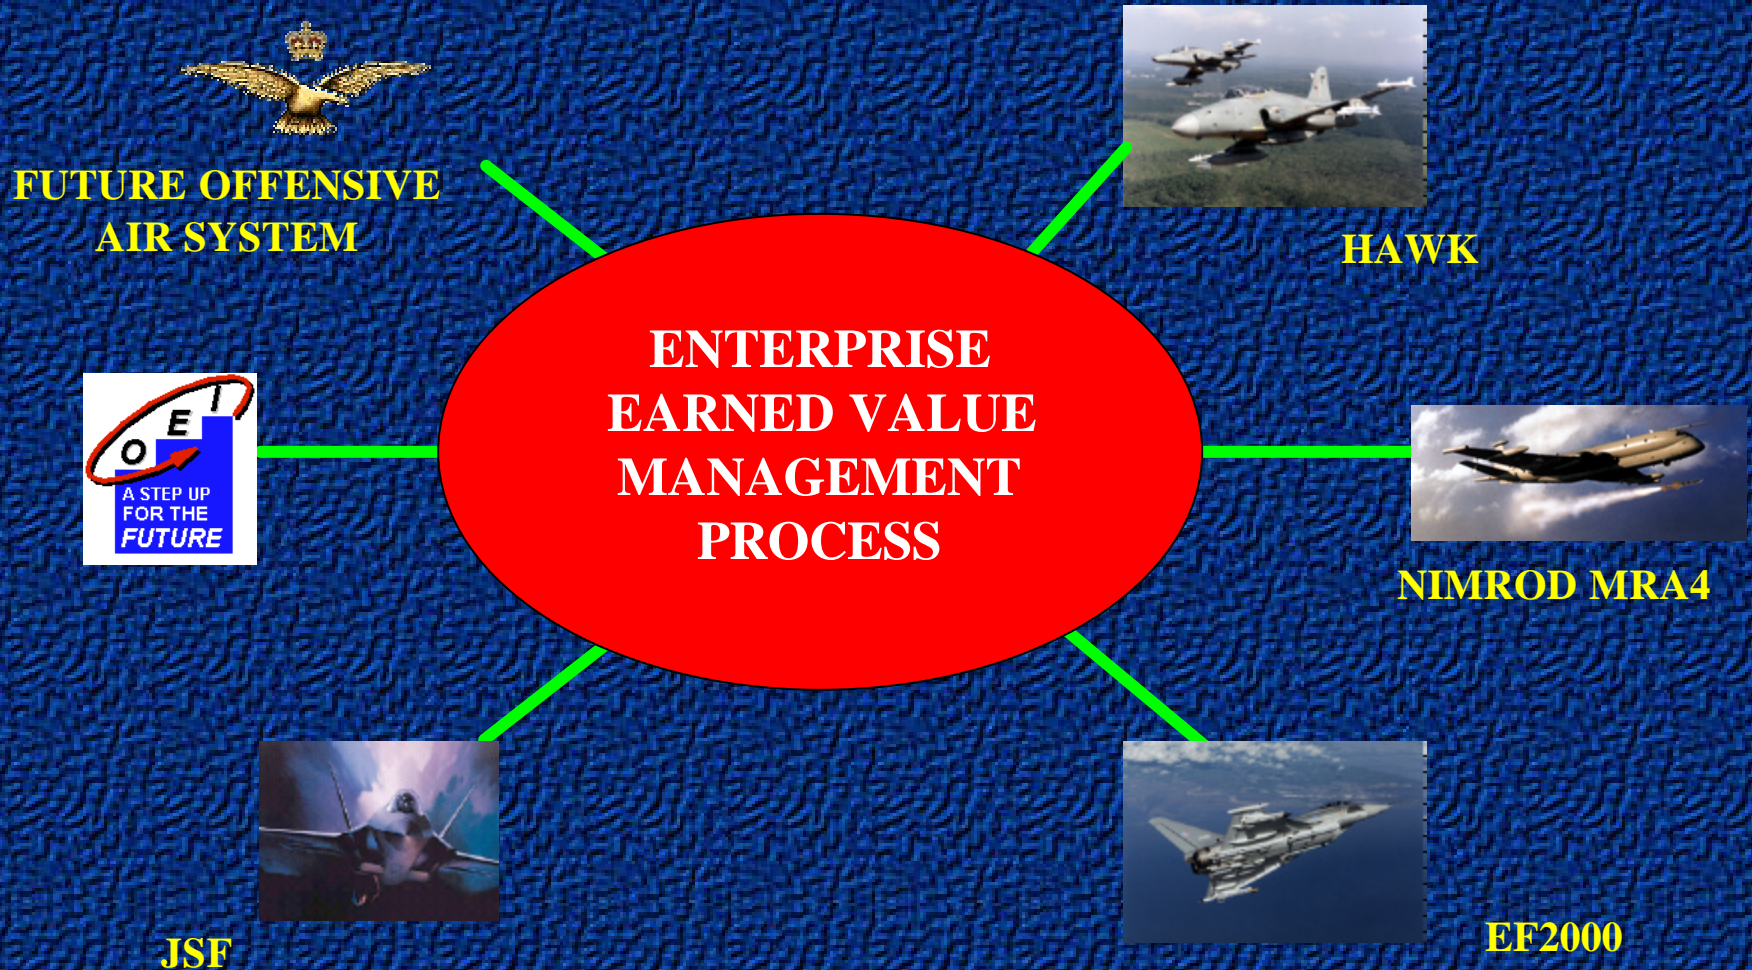 FUTURE OFFENSIVE
AIR SYSTEM
HAWK
ENTERPRISE
EARNED VALUE
MANAGEMENT
PROCESS
O E I
A STEP UP
FOR THE
FUTURE
NIMROD MRA4
JSF
EF2000